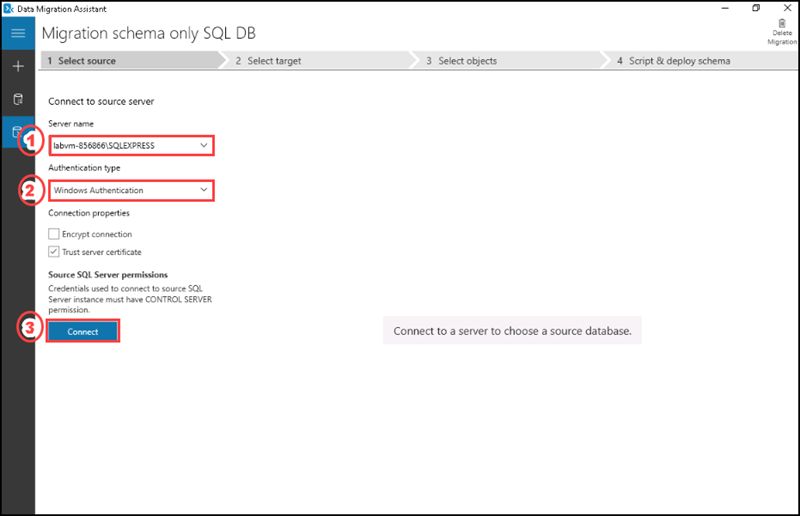 Data Migration Assistant
Migration schema only SQL DB
Delete
Migration
1 Select source
2 Select target
3 Select objects
4 Script & deploy schema
Connect to source server
Server name
1
labvm-856866\SQLEXPRESS
Authentication type
2
Windows Authentication
Connection properties
Encrypt connection
Trust server certificate
Source SQL Server permissions
Credentials used to connect to source SQL
Server instance must have CONTROL SERVER
permission.
3
Connect
Connect to a server to choose a source database.